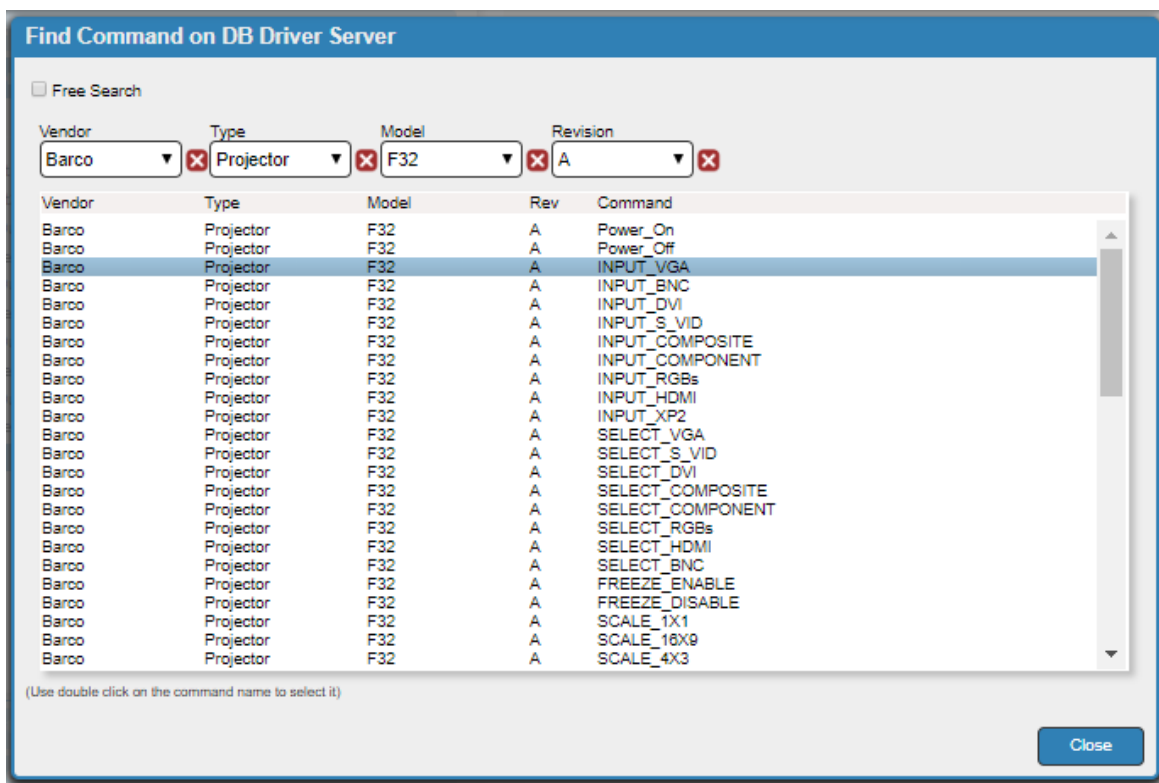 Find Command on DB Driver Server
Free Search
Vendor Type Model Revision
Barco Projector F32 A
Vendor Type Model Rev Command
Barco Projector F32 A Power_On
Barco Projector F32 A Power_Off
Barco Projector F32 A INPUT_VGA
Barco Projector F32 A INPUT_BNC
Barco Projector F32 A INPUT_DVI
Barco Projector F32 A INPUT_S_VID
Barco Projector F32 A INPUT_COMPOSITE
Barco Projector F32 A INPUT_COMPONENT
Barco Projector F32 A INPUT_RGBs
Barco Projector F32 A INPUT_HDMI
Barco Projector F32 A INPUT_XP2
Barco Projector F32 A SELECT_VGA
Barco Projector F32 A SELECT_S_VID
Barco Projector F32 A SELECT_DVI
Barco Projector F32 A SELECT_COMPOSITE
Barco Projector F32 A SELECT_COMPONENT
Barco Projector F32 A SELECT_RGBs
Barco Projector F32 A SELECT_HDMI
Barco Projector F32 A SELECT_BNC
Barco Projector F32 A FREEZE_ENABLE
Barco Projector F32 A FREEZE_DISABLE
Barco Projector F32 A SCALE_1X1
Barco Projector F32 A SCALE_16X9
Barco Projector F32 A SCALE_4X3
(Use double click on the command name to select it)
Close